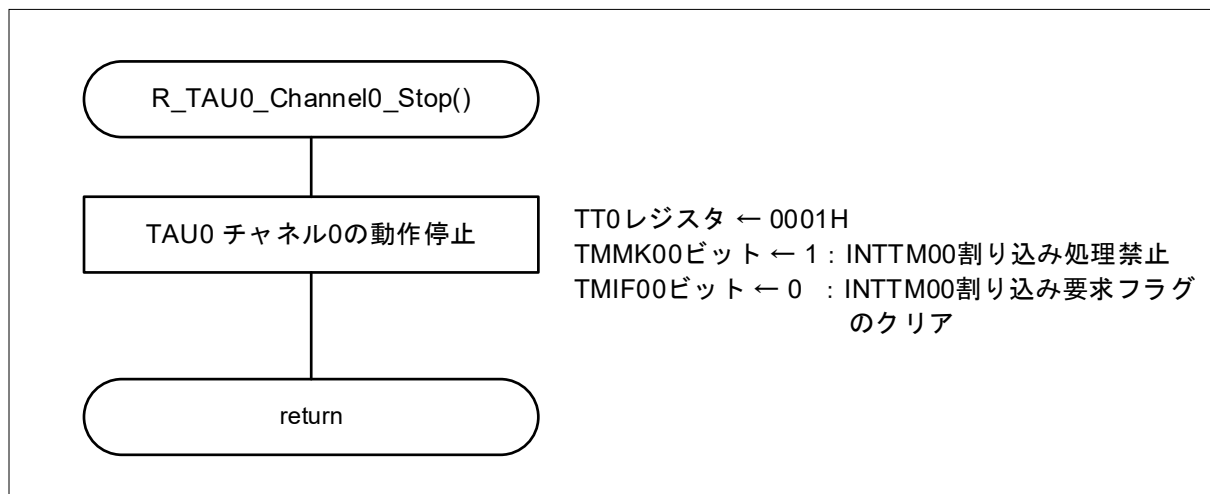 R_TAU0_Channel0_Stop()
TAU0 チャネル0の動作停止
TT0レジスタ ← 0001H
TMMK00ビット ← 1：INTTM00割り込み処理禁止
TMIF00ビット ← 0 ：INTTM00割り込み要求フラグ
のクリア
return